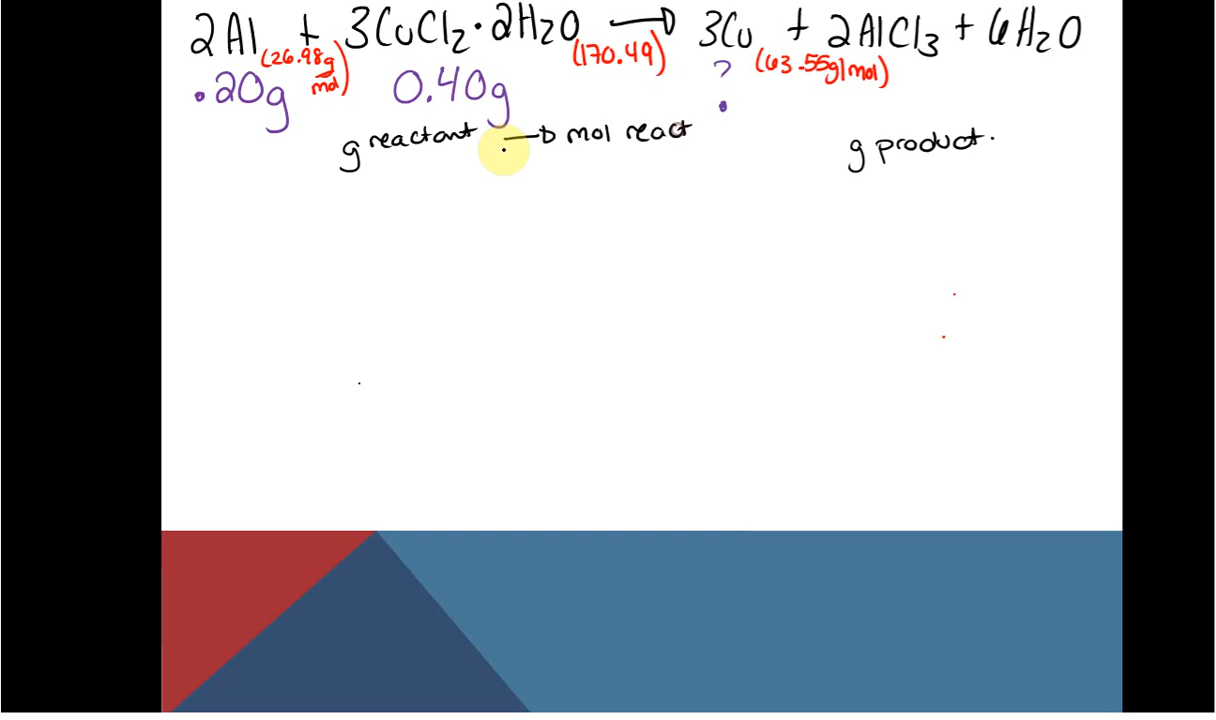 2Al + 3CuCl2·2H2O → 3Cu + 2AlCl3 + 6H2O
(26.98g/mol) (170.49) (63.55g/mol)
.20g 0.40g ?
g reactant → mol react g product.